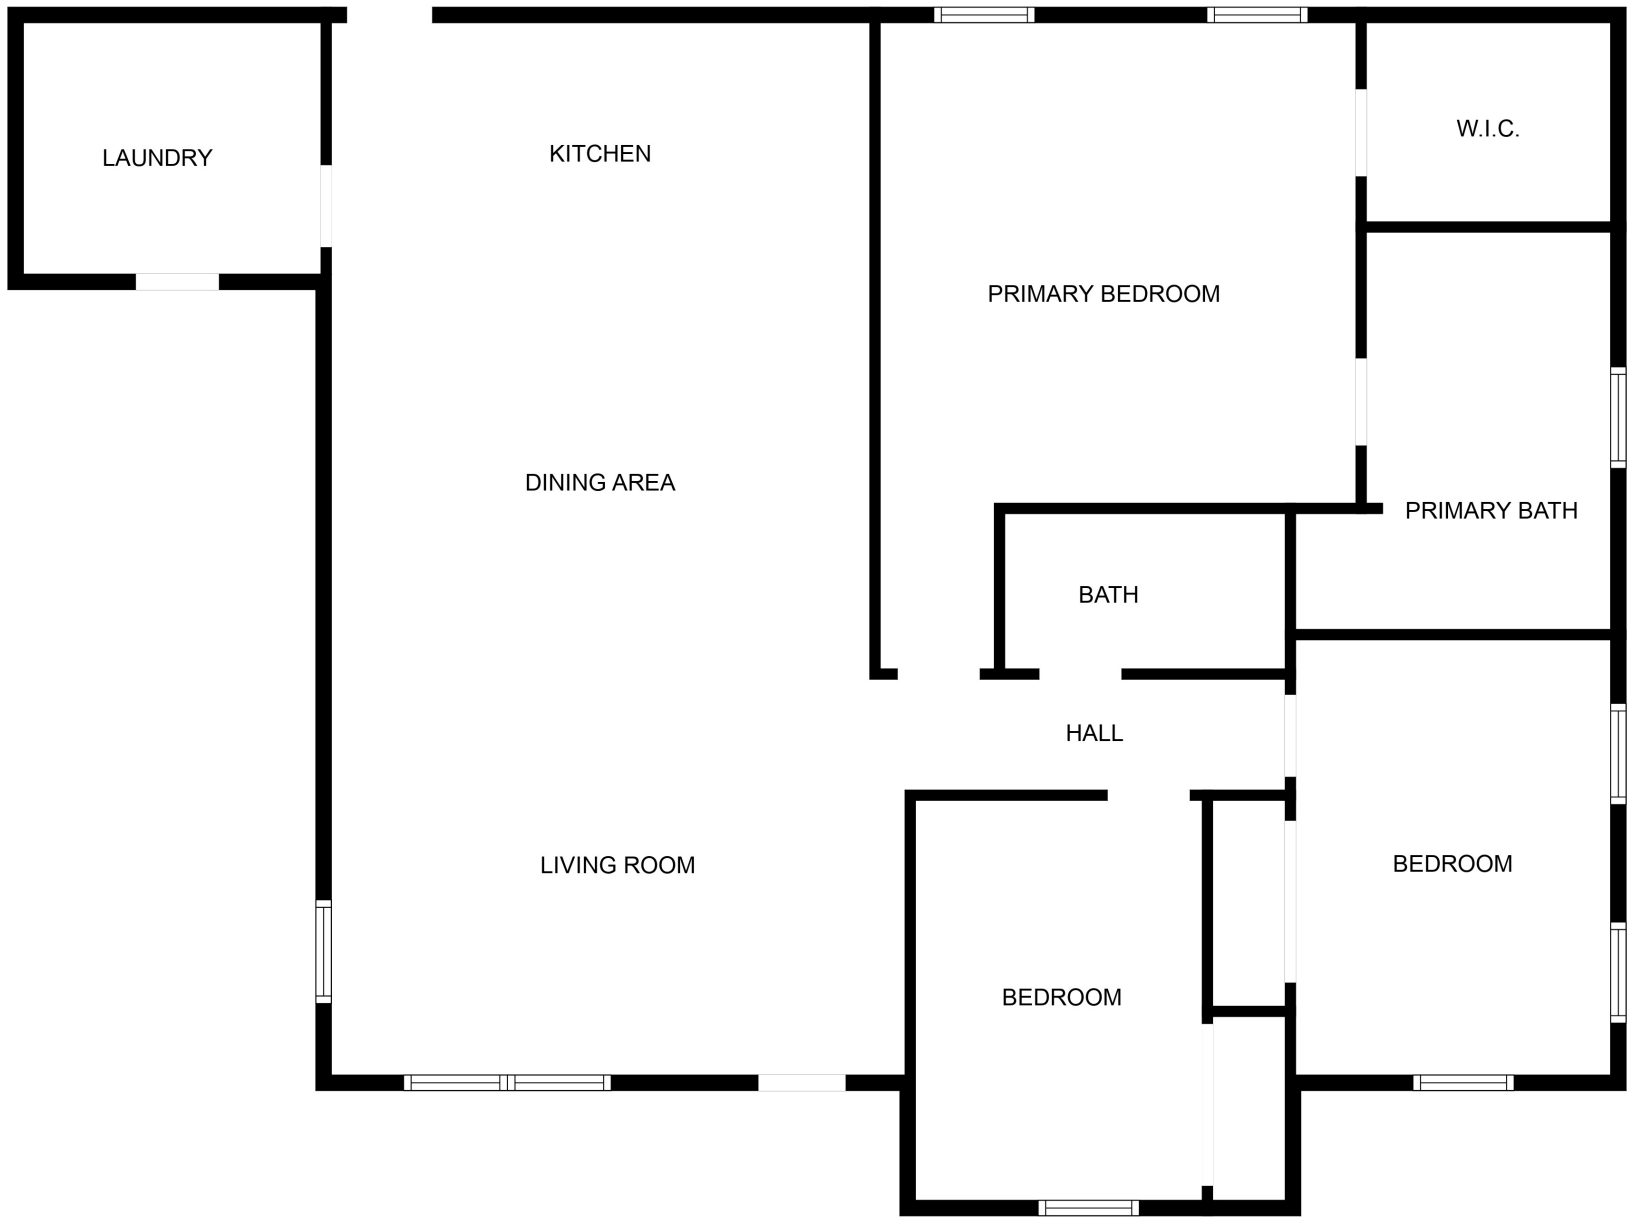 LAUNDRY
KITCHEN
W.I.C.
PRIMARY BEDROOM
DINING AREA
PRIMARY BATH
BATH
HALL
LIVING ROOM
BEDROOM
BEDROOM